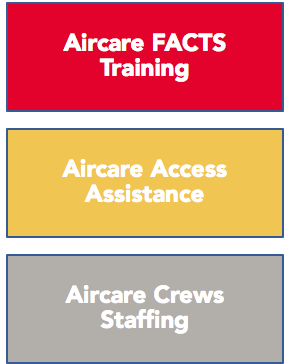 Aircare FACTS
Training
Aircare Access
Assistance
Aircare Crews
Staffing